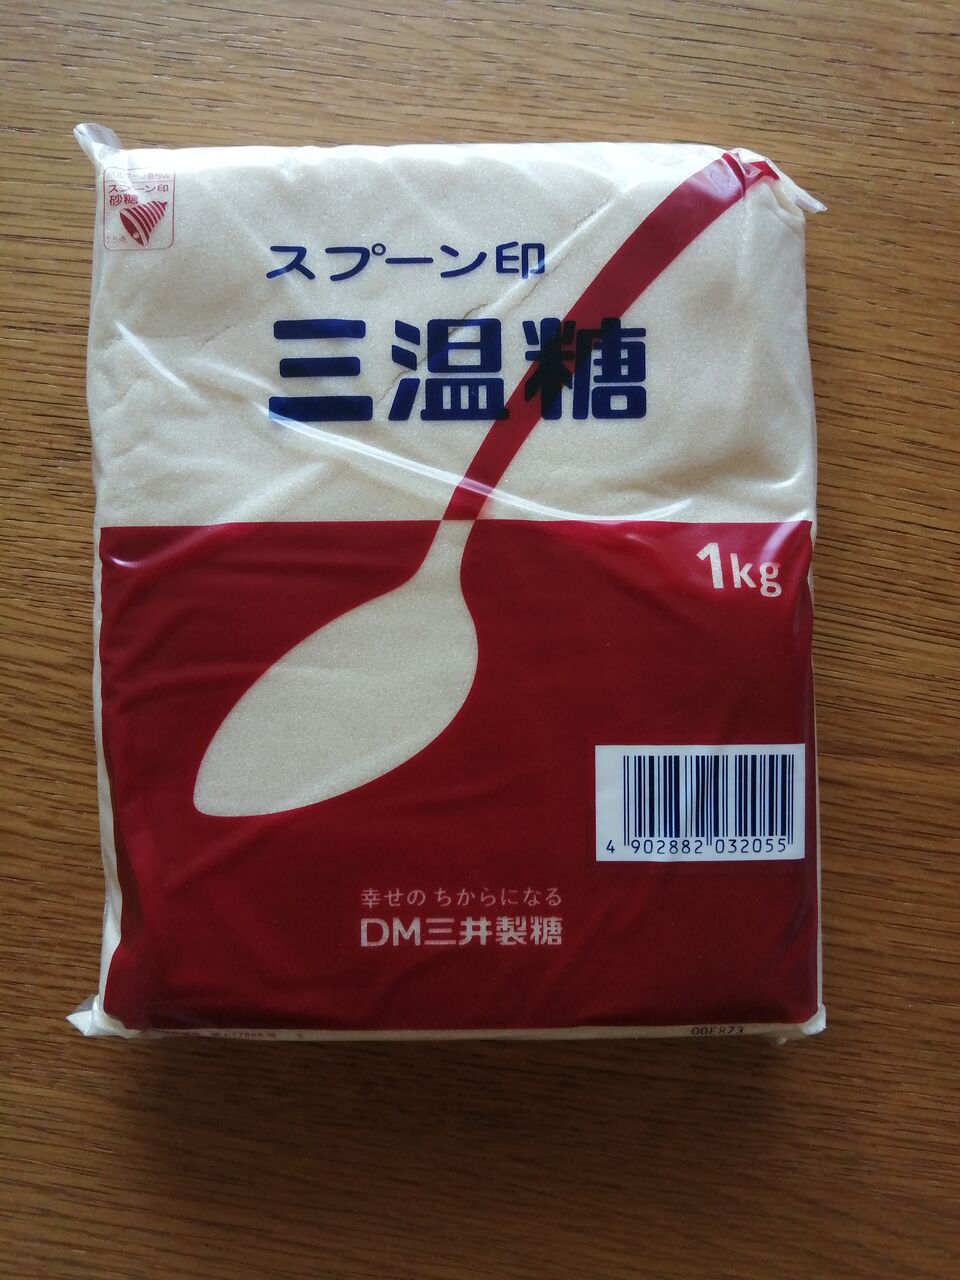 スプーン印
砂糖
スプーン印
三温糖
1kg
4 902882 032055
幸せの ちからになる
DM三井製糖
00F873